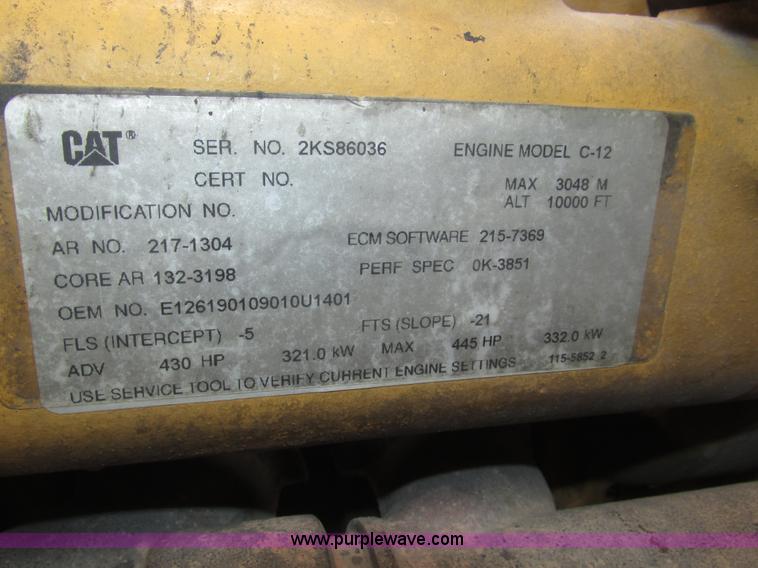 CAT® SER. NO. 2KS86036 ENGINE MODEL C-12
CERT NO. MAX 3048 M
MODIFICATION NO. ALT 10000 FT
AR NO. 217-1304 ECM SOFTWARE 215-7369
CORE AR 132-3198 PERF SPEC 0K-3851
OEM NO. E126190109010U1401
FLS (INTERCEPT) -5 FTS (SLOPE) -21
ADV 430 HP 321.0 kW MAX 445 HP 332.0 kW
USE SERVICE TOOL TO VERIFY CURRENT ENGINE SETTINGS 115-5852 2
www.purplewave.com